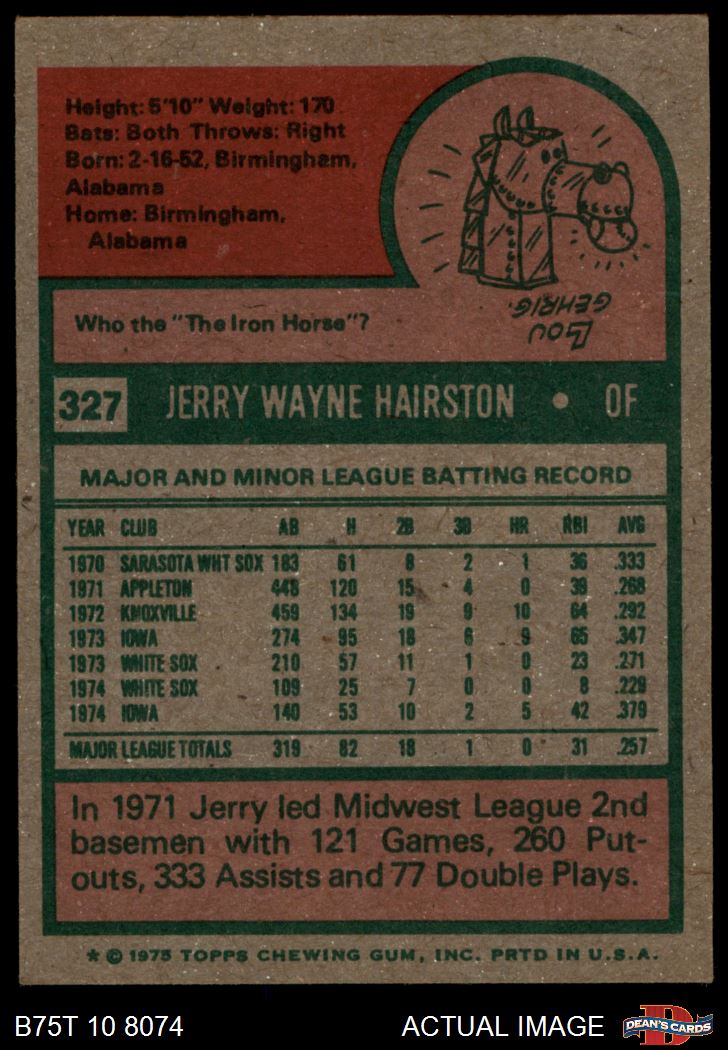 Height: 5'10" Weight: 170
Bats: Both Throws: Right
Born: 2-16-52, Birmingham,
Alabama
Home: Birmingham,
Alabama
Who the "The Iron Horse"?
LOU
GEHRIG.
327 JERRY WAYNE HAIRSTON • OF
MAJOR AND MINOR LEAGUE BATTING RECORD
YEAR CLUB AB H 2B 3B HR RBI AVG
1970 SARASOTA WHT SOX 183 61 8 2 1 36 .333
1971 APPLETON 448 120 15 4 0 39 .268
1972 KNOXVILLE 459 134 19 9 10 64 .292
1973 IOWA 274 95 18 6 9 65 .347
1973 WHITE SOX 210 57 11 1 0 23 .271
1974 WHITE SOX 109 25 7 0 0 8 .229
1974 IOWA 140 53 10 2 5 42 .379
MAJOR LEAGUE TOTALS 319 82 18 1 0 31 .257
In 1971 Jerry led Midwest League 2nd
basemen with 121 Games, 260 Put-
outs, 333 Assists and 77 Double Plays.
* © 1975 TOPPS CHEWING GUM, INC. PRTD IN U.S.A.
B75T 10 8074 ACTUAL IMAGE D DEAN'S CARDS